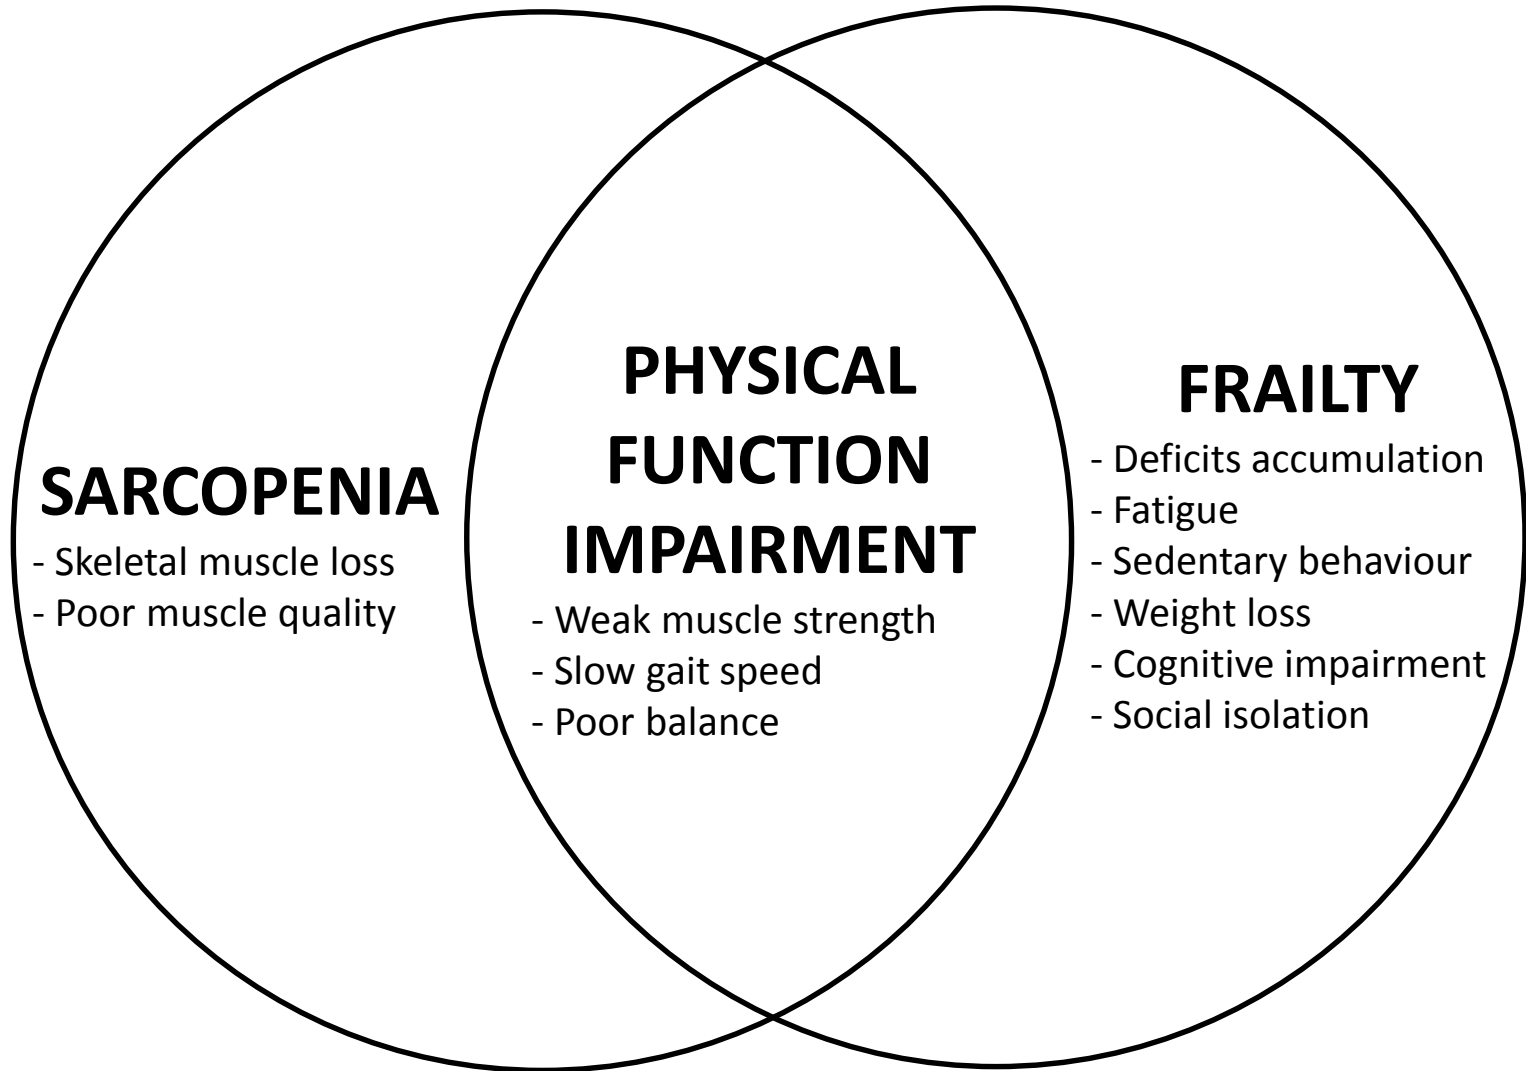 SARCOPENIA
- Skeletal muscle loss
- Poor muscle quality
PHYSICAL
FUNCTION
IMPAIRMENT
- Weak muscle strength
- Slow gait speed
- Poor balance
FRAILTY
- Deficits accumulation
- Fatigue
- Sedentary behaviour
- Weight loss
- Cognitive impairment
- Social isolation